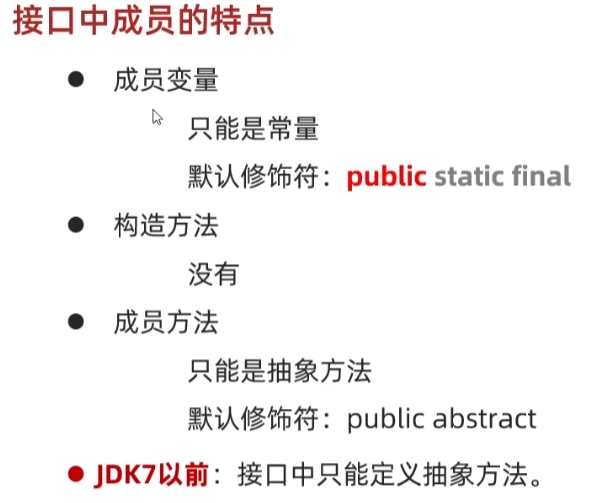 接口中成员的特点
● 成员变量
只能是常量
默认修饰符：public static final
● 构造方法
没有
● 成员方法
只能是抽象方法
默认修饰符：public abstract
● JDK7以前：接口中只能定义抽象方法。